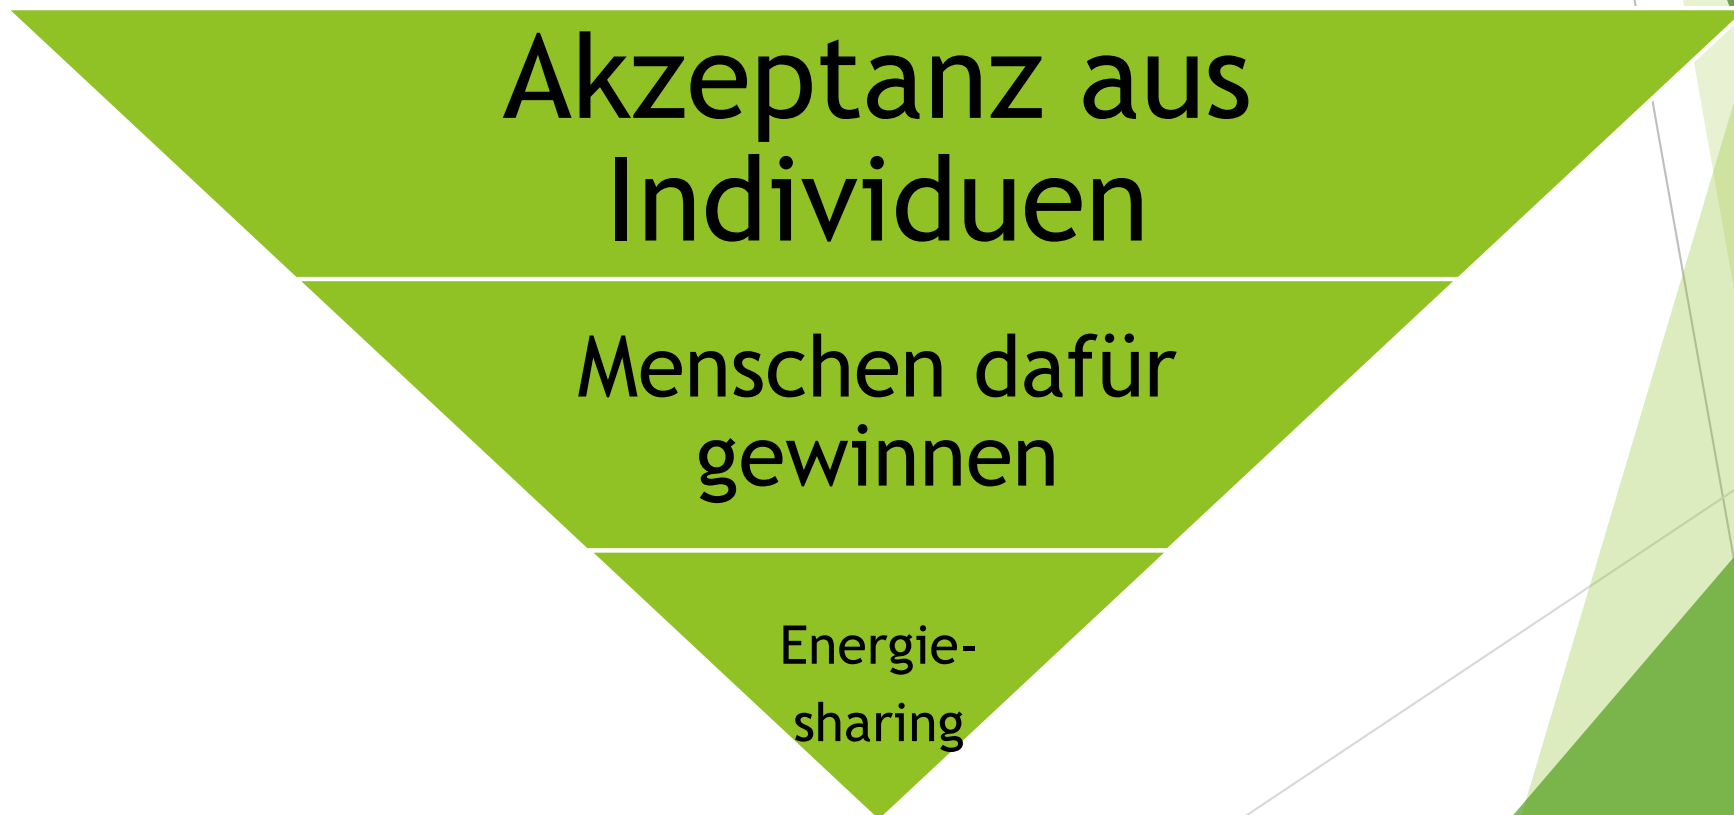 Akzeptanz aus
Individuen
Menschen dafür
gewinnen
Energie-
sharing